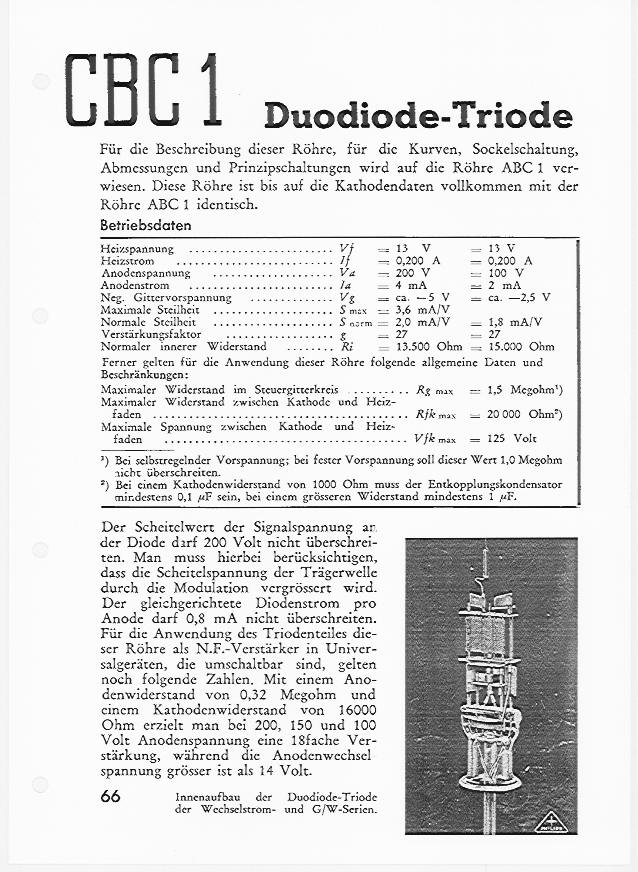 CBC 1 Duodiode-Triode
Für die Beschreibung dieser Röhre, für die Kurven, Sockelschaltung,
Abmessungen und Prinzipschaltungen wird auf die Röhre ABC 1 ver-
wiesen. Diese Röhre ist bis auf die Kathodendaten vollkommen mit der
Röhre ABC 1 identisch.
Betriebsdaten
Heizspannung ........................ Vf = 13 V = 13 V
Heizstrom ........................... If = 0,200 A = 0,200 A
Anodenspannung .................... Va = 200 V = 100 V
Anodenstrom ........................ Ia = 4 mA = 2 mA
Neg. Gittervorspannung .............. Vg = ca. —5 V = ca. —2,5 V
Maximale Steilheit .................... S max = 3,6 mA/V
Normale Steilheit .................... S norm = 2,0 mA/V = 1,8 mA/V
Verstärkungsfaktor .................. g = 27 = 27
Normaler innerer Widerstand ........ Ri = 13.500 Ohm = 15.000 Ohm
Ferner gelten für die Anwendung dieser Röhre folgende allgemeine Daten und
Beschränkungen:
Maximaler Widerstand im Steuergitterkreis .......... Rg max = 1,5 Megohm¹)
Maximaler Widerstand zwischen Kathode und Heiz-
faden .......................................... Rfk max = 20 000 Ohm²)
Maximale Spannung zwischen Kathode und Heiz-
faden ........................................ Vfk max = 125 Volt
¹) Bei selbstregelnder Vorspannung; bei fester Vorspannung soll dieser Wert 1,0 Megohm
nicht überschreiten.
²) Bei einem Kathodenwiderstand von 1000 Ohm muss der Entkopplungskondensator
mindestens 0,1 µF sein, bei einem grösseren Widerstand mindestens 1 µF.
Der Scheitelwert der Signalspannung an
der Diode darf 200 Volt nicht überschrei-
ten. Man muss hierbei berücksichtigen,
dass die Scheitelspannung der Trägerwelle
durch die Modulation vergrössert wird.
Der gleichgerichtete Diodenstrom pro
Anode darf 0,8 mA nicht überschreiten.
Für die Anwendung des Triodenteiles die-
ser Röhre als N.F.-Verstärker in Univer-
salgeräten, die umschaltbar sind, gelten
noch folgende Zahlen. Mit einem Ano-
denwiderstand von 0,32 Megohm und
einem Kathodenwiderstand von 16000
Ohm erzielt man bei 200, 150 und 100
Volt Anodenspannung eine 18fache Ver-
stärkung, während die Anodenwechsel
spannung grösser ist als 14 Volt.
66
Innenaufbau der Duodiode-Triode
der Wechselstrom- und G/W-Serien.
PHILIPS